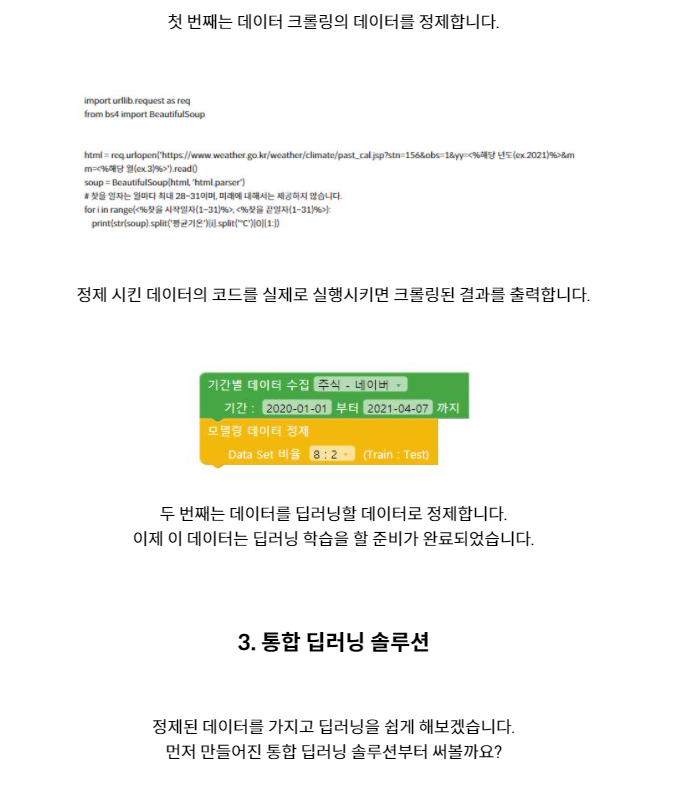 첫 번째는 데이터 크롤링의 데이터를 정제합니다.
import urllib.request as req
from bs4 import BeautifulSoup
html = req.urlopen('https://www.weather.go.kr/weather/climate/past_cal.jsp?stn=156&obs=1&yy=<%해당 년도(ex.2021)%>&m
m=<%해당 월(ex.3)%>').read()
soup = BeautifulSoup(html, 'html.parser')
# 찾을 일자는 월마다 최대 28~31이며, 미래에 대해서는 제공하지 않습니다.
for i in range(<%찾을 시작일자(1~31)%>, <%찾을 끝일자(1~31)%>):
print(str(soup).split('평균기온')[i].split('℃')[0][1:])
정제 시킨 데이터의 코드를 실제로 실행시키면 크롤링된 결과를 출력합니다.
기간별 데이터 수집 주식 - 네이버
기간 : 2020-01-01 부터 2021-04-07 까지
모델링 데이터 정제
Data Set 비율 8 : 2 (Train : Test)
두 번째는 데이터를 딥러닝할 데이터로 정제합니다.
이제 이 데이터는 딥러닝 학습을 할 준비가 완료되었습니다.
3. 통합 딥러닝 솔루션
정제된 데이터를 가지고 딥러닝을 쉽게 해보겠습니다.
먼저 만들어진 통합 딥러닝 솔루션부터 써볼까요?